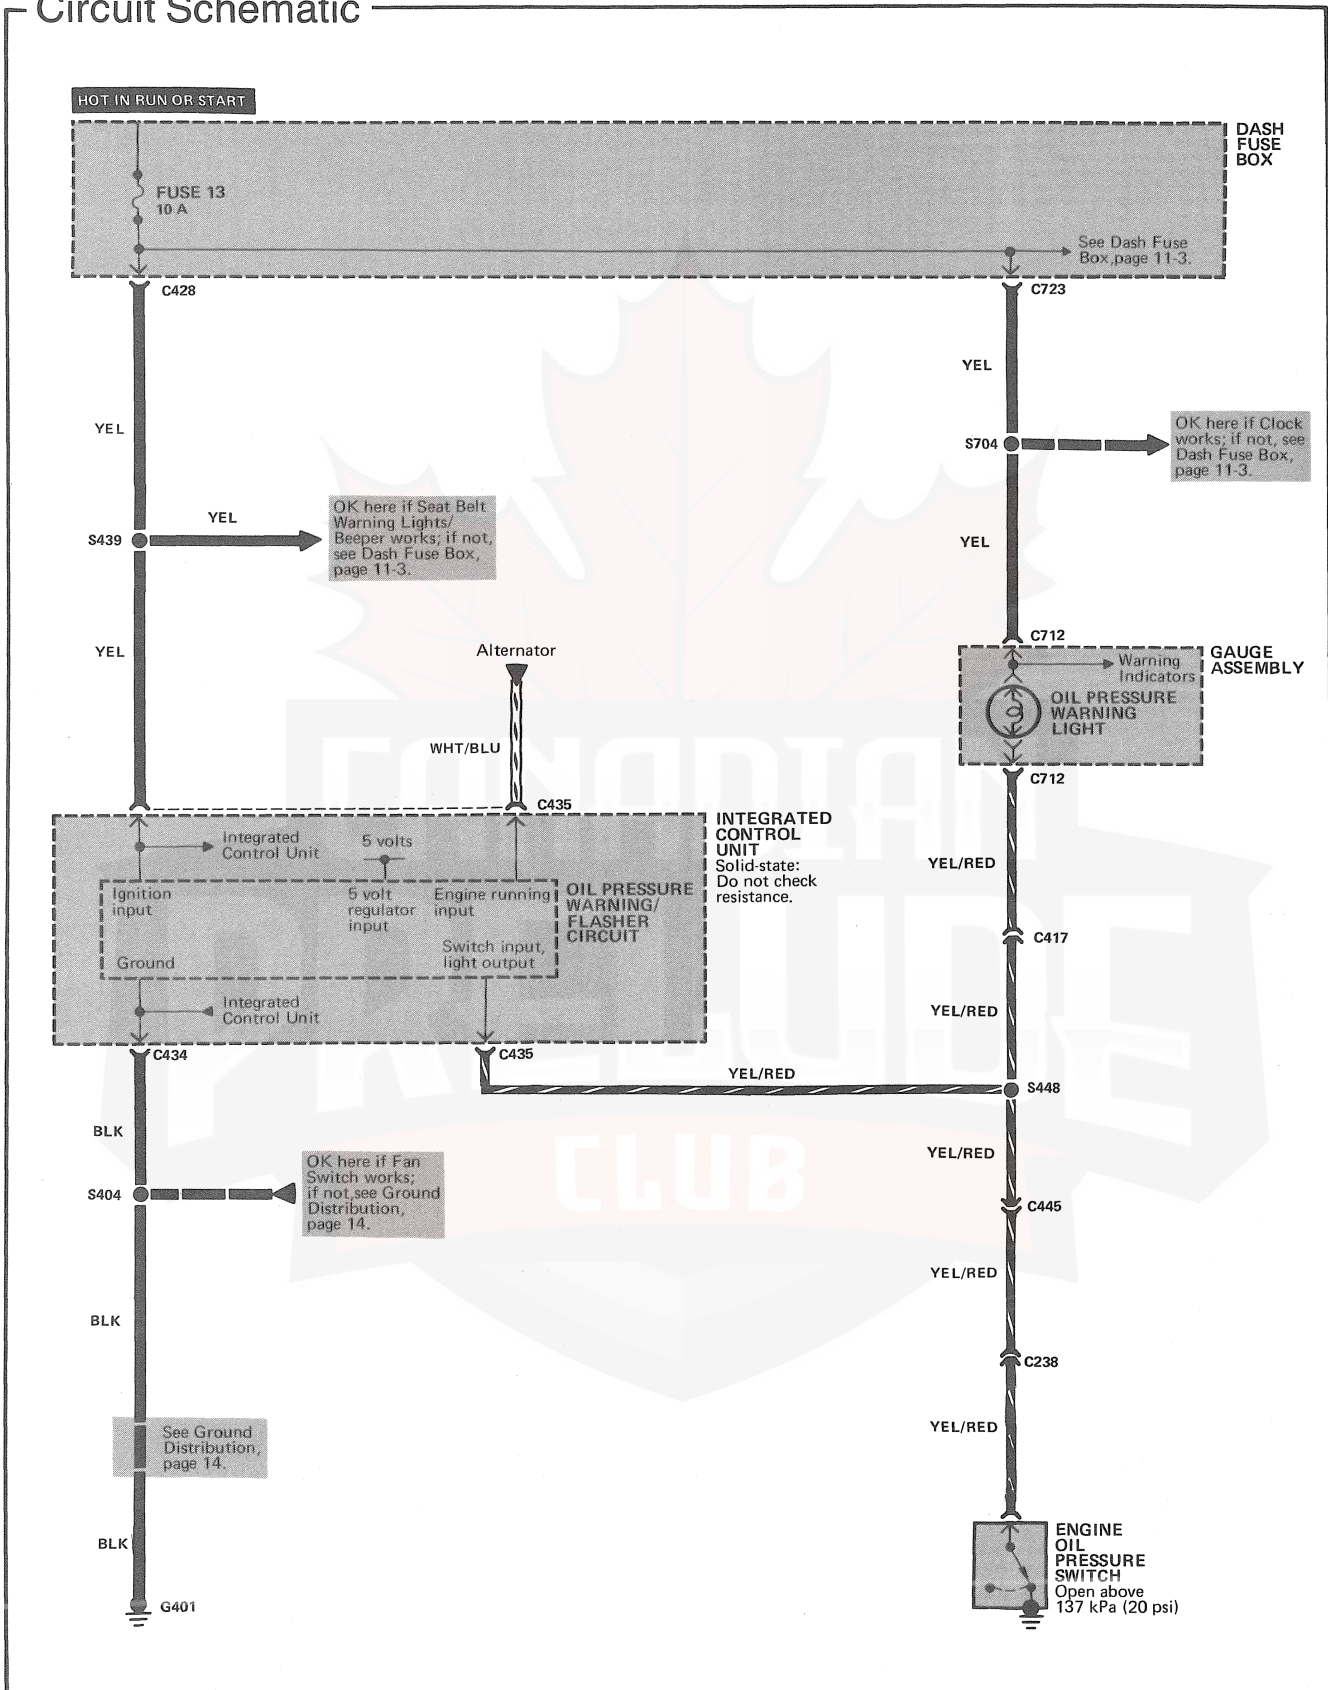 Circuit Schematic
HOT IN RUN OR START
DASH
FUSE
BOX
FUSE 13
10 A
See Dash Fuse
Box,page 11-3.
C428
C723
YEL
YEL
S704
OK here if Clock
works; if not, see
Dash Fuse Box,
page 11-3.
S439
YEL
OK here if Seat Belt
Warning Lights/
Beeper works; if not,
see Dash Fuse Box,
page 11-3.
YEL
YEL
C712
Alternator
GAUGE
ASSEMBLY
Warning
Indicators
OIL PRESSURE
WARNING
LIGHT
WHT/BLU
C712
C435
INTEGRATED
CONTROL
UNIT
Solid-state:
Do not check
resistance.
Integrated
Control Unit
5 volts
YEL/RED
Ignition
input
5 volt
regulator
input
Engine running
input
OIL PRESSURE
WARNING/
FLASHER
CIRCUIT
Switch input,
light output
Ground
C417
Integrated
Control Unit
YEL/RED
C434
C435
YEL/RED
S448
BLK
YEL/RED
S404
OK here if Fan
Switch works;
if not,see Ground
Distribution,
page 14.
C445
YEL/RED
BLK
C238
See Ground
Distribution,
page 14.
YEL/RED
BLK
G401
ENGINE
OIL
PRESSURE
SWITCH
Open above
137 kPa (20 psi)
CANADIAN
PRELUDE
CLUB